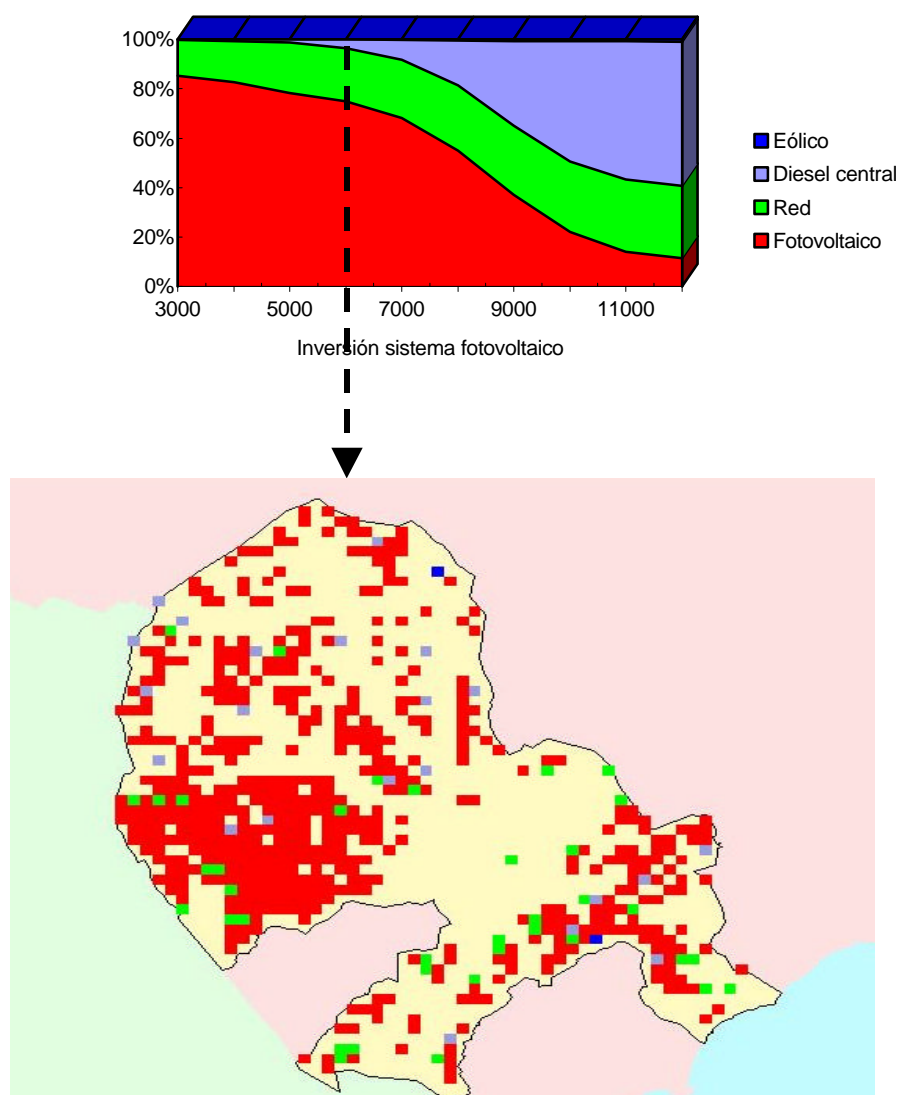 100%
80%
60%
40%
20%
0%
3000 5000 7000 9000 11000
Inversión sistema fotovoltaico
Eólico
Diesel central
Red
Fotovoltaico